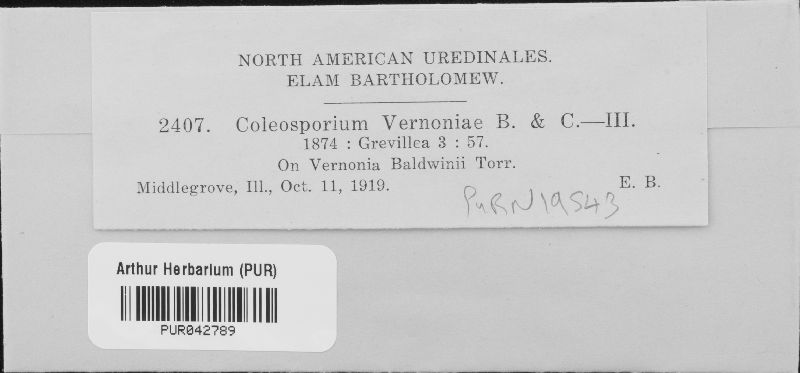 NORTH AMERICAN UREDINALES.
ELAM BARTHOLOMEW.
2407. Coleosporium Vernoniae B. & C.—III.
1874 : Grevillea 3 : 57.
On Vernonia Baldwinii Torr.
Middlegrove, Ill., Oct. 11, 1919. E. B.
PURN19543
Arthur Herbarium (PUR)
PUR042789